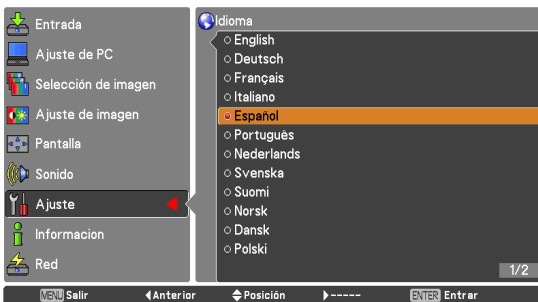 Entrada
Ajuste de PC
Selección de imagen
Ajuste de imagen
Pantalla
Sonido
Ajuste
Informacion
Red
Idioma
English
Deutsch
Français
Italiano
Español
Português
Nederlands
Svenska
Suomi
Norsk
Dansk
Polski
1/2
MENU Salir Anterior Posición ----- ENTER Entrar